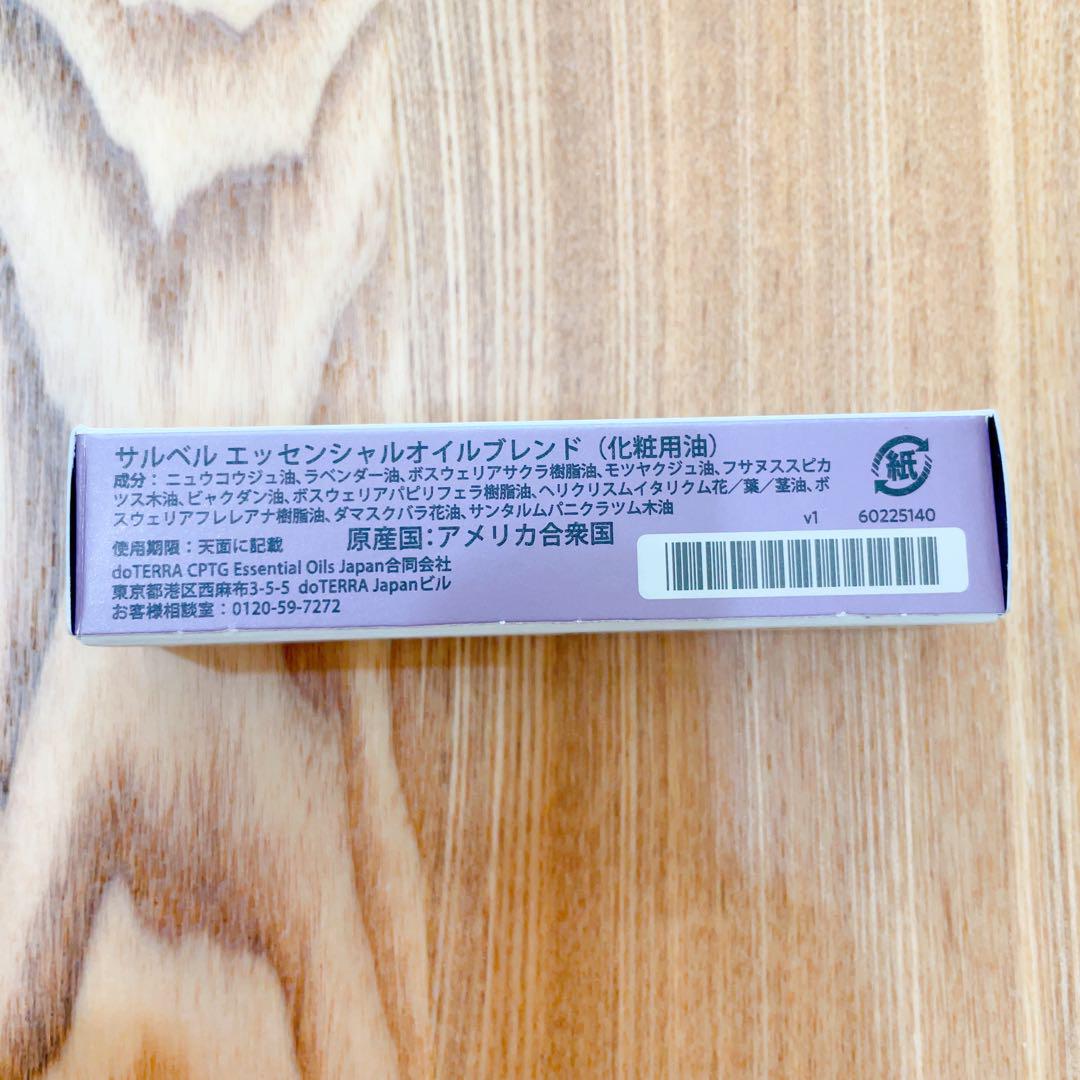 サルベル エッセンシャルオイルブレンド（化粧用油）
成分：ニュウコウジュ油、ラベンダー油、ボスウェリアサクラ樹脂油、モツヤクジュ油、フサヌススピカ
ツス木油、ビャクダン油、ボスウェリアパピリフェラ樹脂油、ヘリクリスムイタリクム花／葉／茎油、ボ
スウェリアフレレアナ樹脂油、ダマスクバラ花油、サンタルムパニクラツム木油
使用期限：天面に記載 原産国：アメリカ合衆国
doTERRA CPTG Essential Oils Japan合同会社
東京都港区西麻布3-5-5 doTERRA Japanビル
お客様相談室：0120-59-7272
紙
v1 60225140